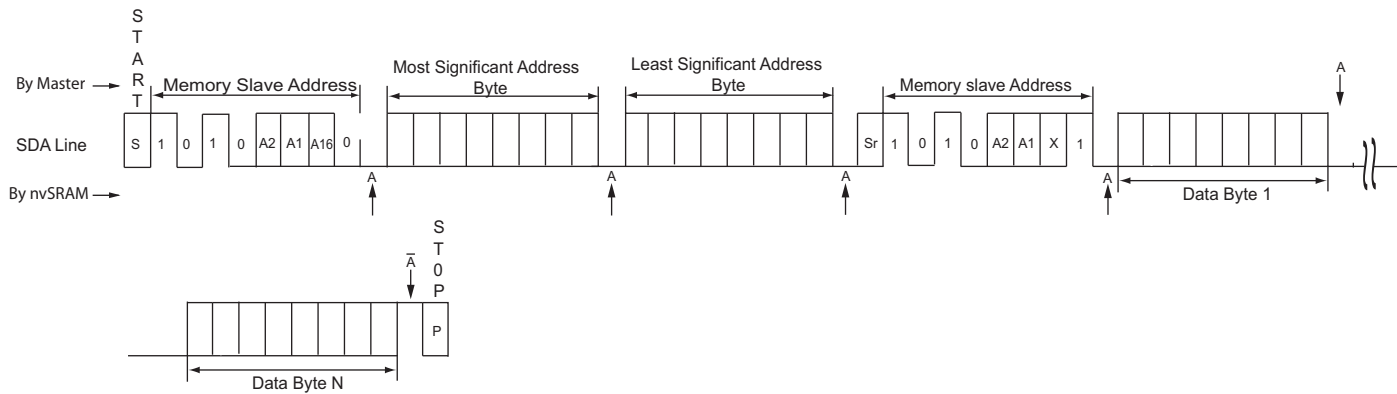 START
By Master
Memory Slave Address
Most Significant Address
Byte
Least Significant Address
Byte
Memory slave Address
A
SDA Line
S 1 0 1 0 A2 A1 A16 0
Sr 1 0 1 0 A2 A1 X 1
By nvSRAM
A
A
A
A
Data Byte 1
ST0P
A̅
P
Data Byte N